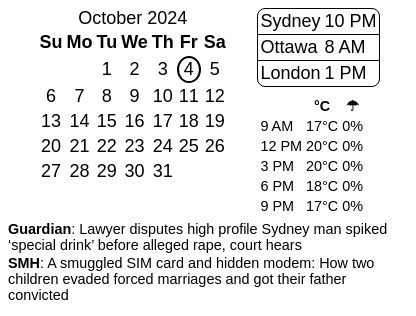 October 2024
Su Mo Tu We Th Fr Sa
1 2 3 4 5
6 7 8 9 10 11 12
13 14 15 16 17 18 19
20 21 22 23 24 25 26
27 28 29 30 31
Sydney 10 PM
Ottawa 8 AM
London 1 PM
°C ☂
9 AM 17°C 0%
12 PM 20°C 0%
3 PM 20°C 0%
6 PM 18°C 0%
9 PM 17°C 0%
Guardian: Lawyer disputes high profile Sydney man spiked
‘special drink’ before alleged rape, court hears
SMH: A smuggled SIM card and hidden modem: How two
children evaded forced marriages and got their father
convicted